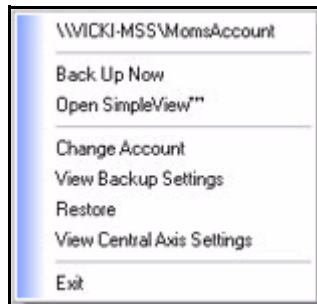 \\VICKI-MSS\MomsAccount
Back Up Now
Open SimpleView™
Change Account
View Backup Settings
Restore
View Central Axis Settings
Exit